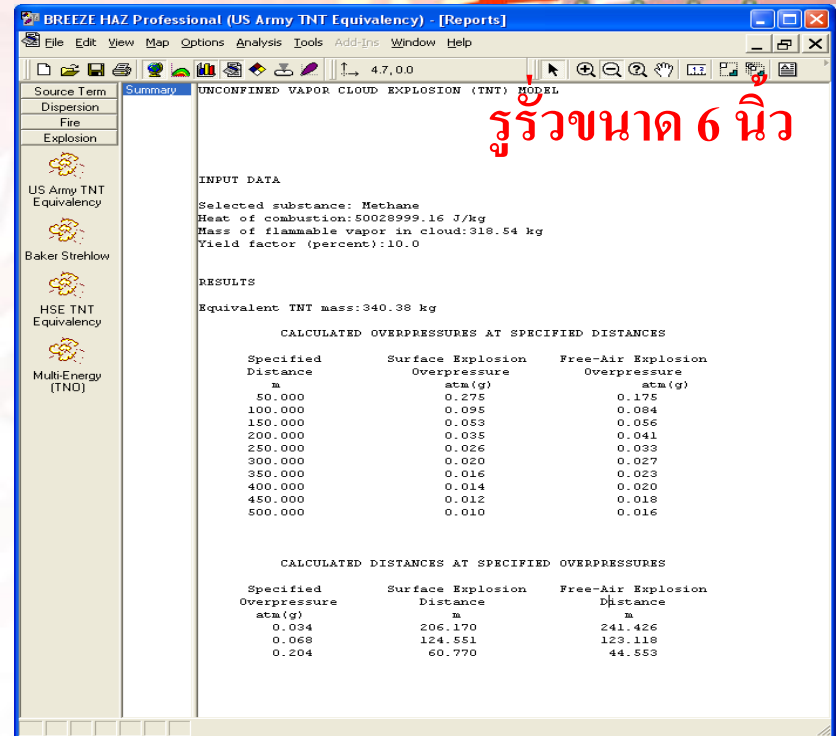 BREEZE HAZ Professional (US Army TNT Equivalency) - [Reports]
File Edit View Map Options Analysis Tools Add-Ins Window Help
4.7, 0.0
Source Term
Dispersion
Fire
Explosion
US Army TNT
Equivalency
Baker Strehlow
HSE TNT
Equivalency
Multi-Energy
(TNO)
Summary
รูรั่วขนาด 6 นิ้ว
UNCONFINED VAPOR CLOUD EXPLOSION (TNT) MODEL
INPUT DATA
Selected substance: Methane
Heat of combustion:50028999.16 J/kg
Mass of flammable vapor in cloud:318.54 kg
Yield factor (percent):10.0
RESULTS
Equivalent TNT mass:340.38 kg
CALCULATED OVERPRESSURES AT SPECIFIED DISTANCES
Specified Surface Explosion Free-Air Explosion
Distance Overpressure Overpressure
m atm(g) atm(g)
50.000 0.275 0.175
100.000 0.095 0.084
150.000 0.053 0.056
200.000 0.035 0.041
250.000 0.026 0.033
300.000 0.020 0.027
350.000 0.016 0.023
400.000 0.014 0.020
450.000 0.012 0.018
500.000 0.010 0.016
CALCULATED DISTANCES AT SPECIFIED OVERPRESSURES
Specified Surface Explosion Free-Air Explosion
Overpressure Distance Distance
atm(g) m m
0.034 206.170 241.426
0.068 124.551 123.118
0.204 60.770 44.553